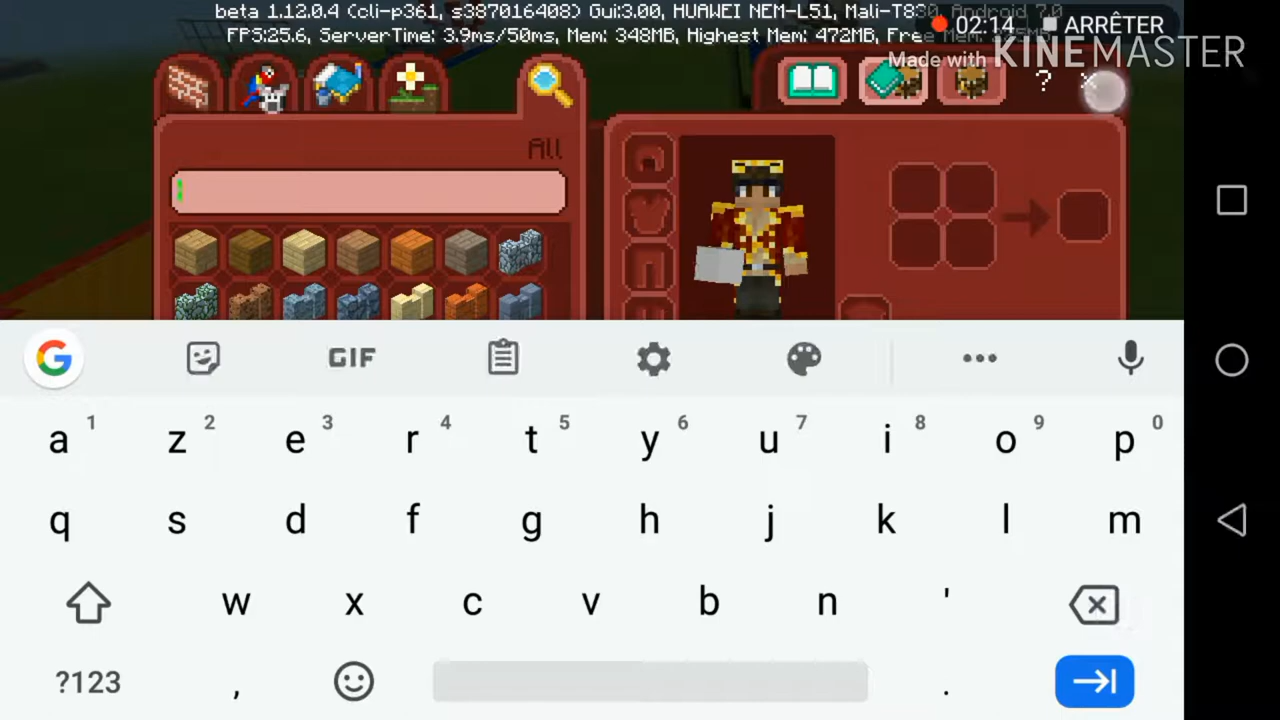 beta 1.12.0.4 (cli-p361, s387016408) Gui:3.00, HUAWEI NEM-L51, Mali-T830, Android 7.0
FPS:25.6, ServerTime: 3.9ms/50ms, Mem: 348MB, Highest Mem: 472MB, Free Mem:
02:14 ARRÊTER
Made with KINEMASTER
?
All
GIF
a 1 z 2 e 3 r 4 t 5 y 6 u 7 i 8 o 9 p 0
q s d f g h j k l m
w x c v b n '
?123 , .